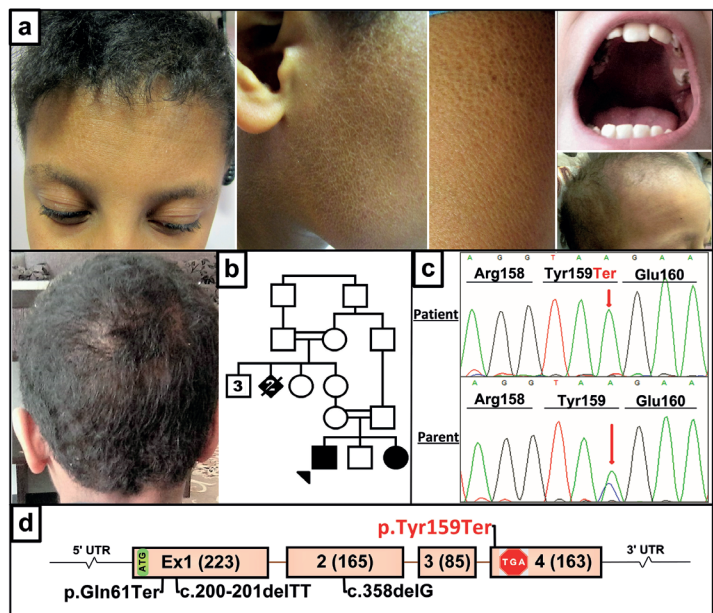 a
b
3
2
c
A G G T A A G A A
Arg158 Tyr159Ter Glu160
Patient
A G G T A A G A A
Arg158 Tyr159 Glu160
Parent
d
p.Tyr159Ter
5' UTR
ATG
Ex1 (223)
2 (165)
3 (85)
TGA
4 (163)
3' UTR
p.Gln61Ter
c.200-201delTT
c.358delG